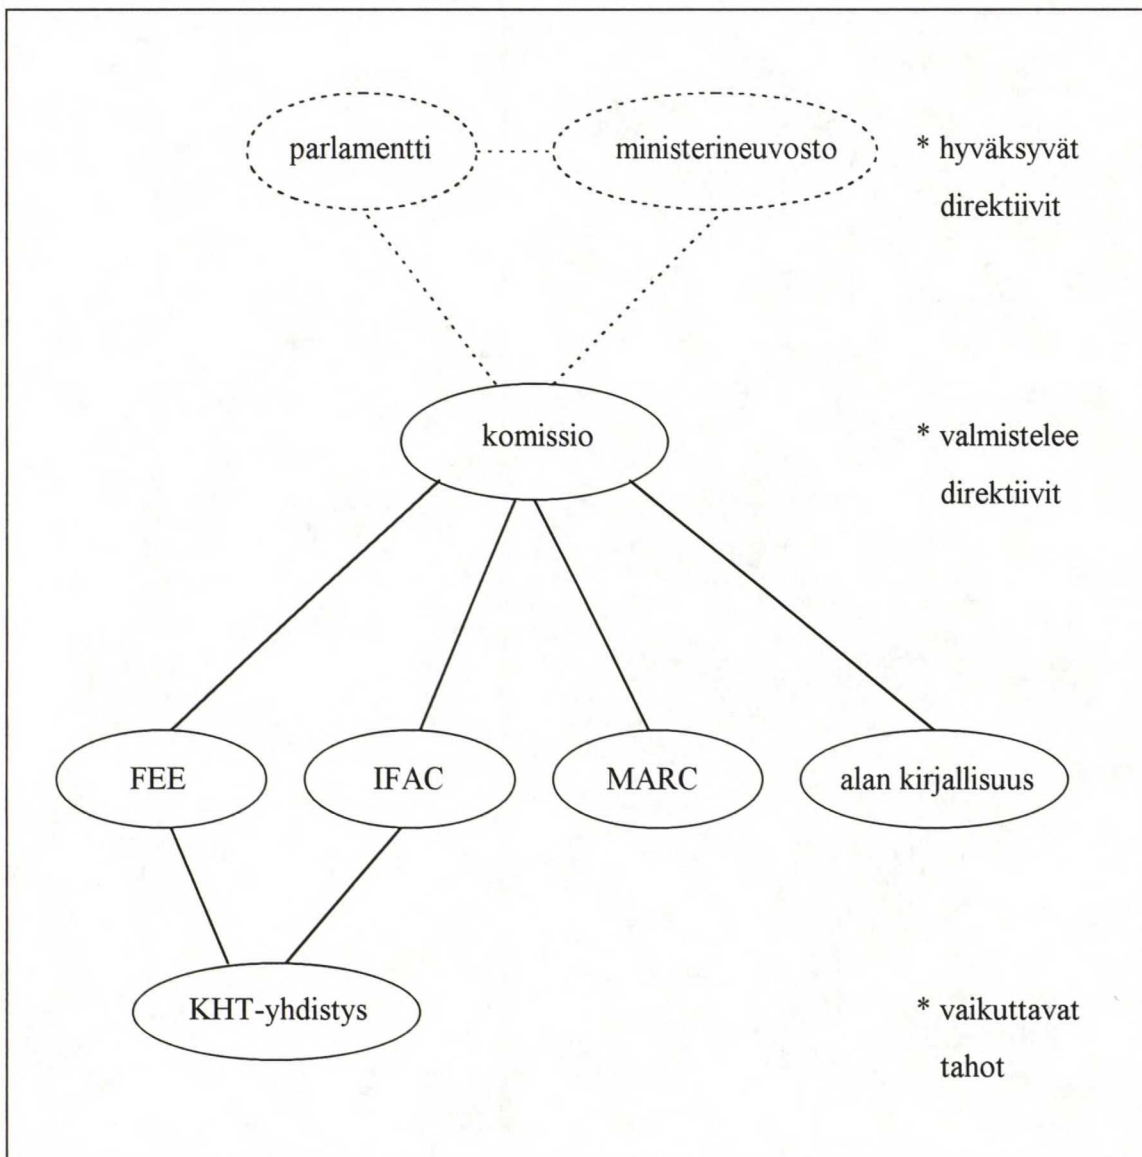 parlamentti
ministerineuvosto
* hyväksyvät
direktiivit
komissio
* valmistelee
direktiivit
FEE
IFAC
MARC
alan kirjallisuus
KHT-yhdistys
* vaikuttavat
tahot